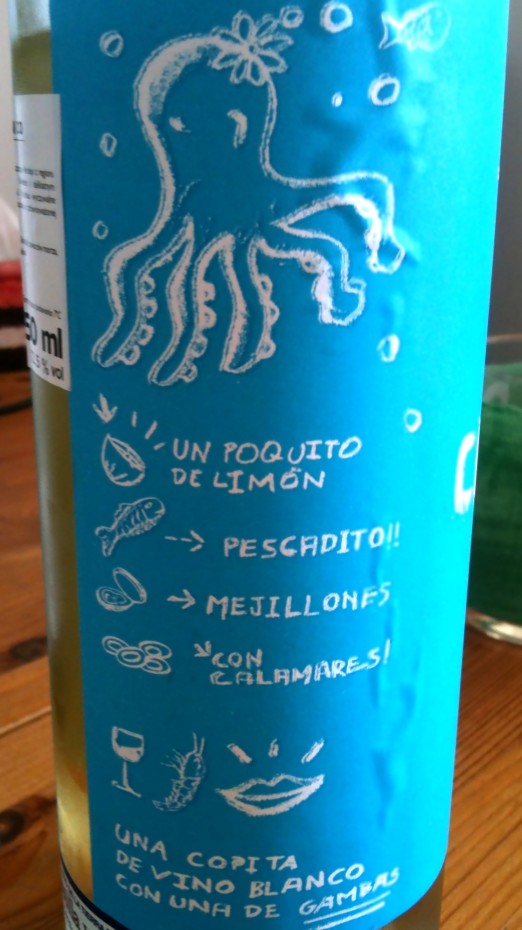 50 ml
% vol
UN POQUITO
DE LIMÓN
PESCADITO!!
MEJILLONES
CON
CALAMARES!
UNA COPITA
DE VINO BLANCO
CON UNA DE GAMBAS